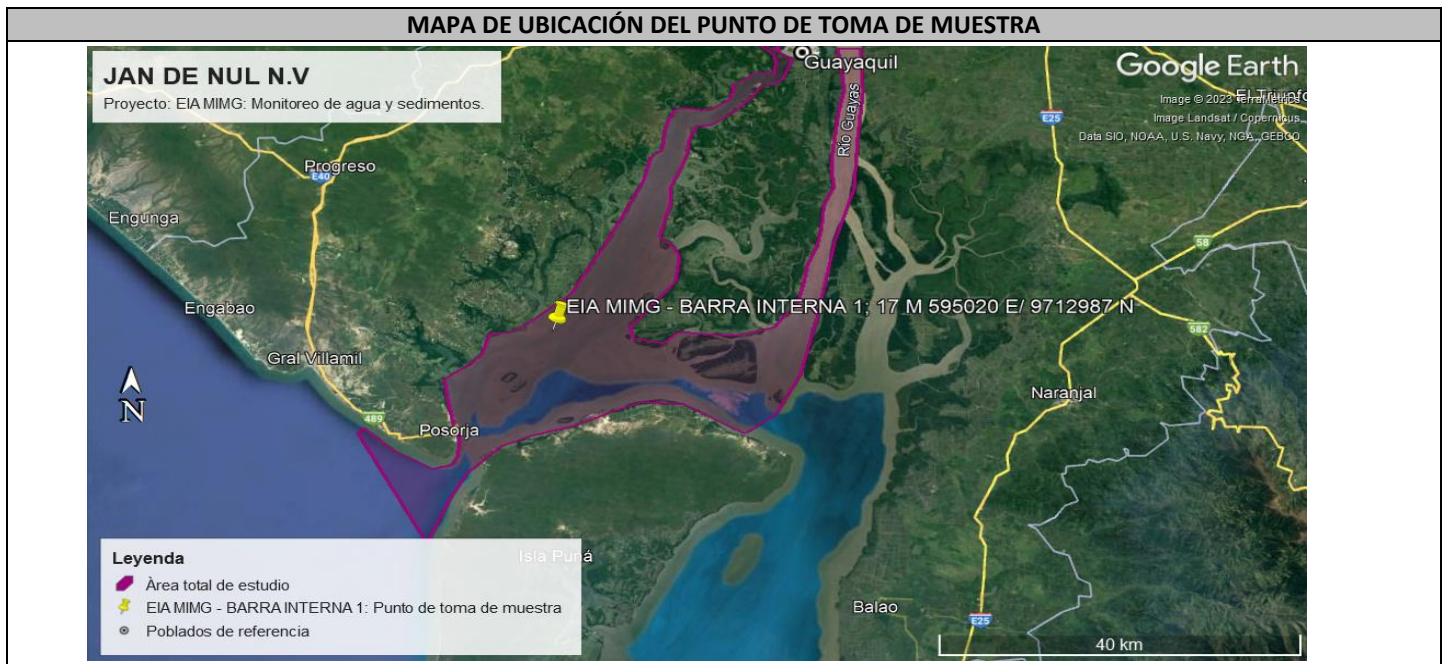 MAPA DE UBICACIÓN DEL PUNTO DE TOMA DE MUESTRA
JAN DE NUL N.V
Proyecto: EIA MIMG: Monitoreo de agua y sedimentos.
Guayaquil
Google Earth
El Triunfo
Image © 2023 TerraMetrics
Image Landsat / Copernicus
Data SIO, NOAA, U.S. Navy, NGA, GEBCO
E25
Río Guayas
Progreso
E40
Engunga
58
Engabao
EIA MIMG - BARRA INTERNA 1; 17 M 595020 E/ 9712987 N
582
Gral Villamil
N
Naranjal
489
Posorja
Isla Puná
Leyenda
Àrea total de estudio
EIA MIMG - BARRA INTERNA 1: Punto de toma de muestra
Poblados de referencia
Balao
E25
40 km